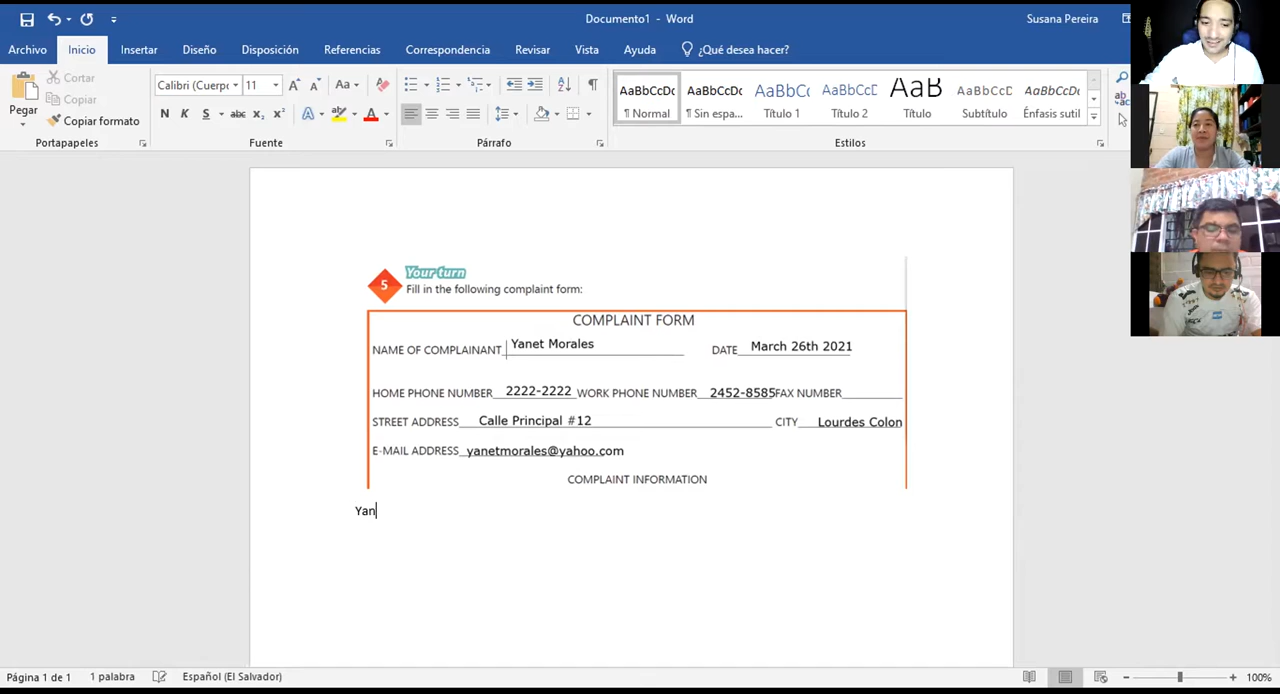 Documento1 - Word
Susana Pereira
Archivo Inicio Insertar Diseño Disposición Referencias Correspondencia Revisar Vista Ayuda ¿Qué desea hacer?
Pegar
Cortar
Copiar
Copiar formato
Calibri (Cuerpo 11
Aa
N K S abc x₂ x² A A
AaBbCcDc AaBbCcDc AaBbCc AaBbCcD AaB AaBbCcD AaBbCcDc
¶ Normal ¶ Sin espa... Título 1 Título 2 Título Subtítulo Énfasis sutil
Portapapeles Fuente Párrafo Estilos
5 Your turn
Fill in the following complaint form:
COMPLAINT FORM
NAME OF COMPLAINANT Yanet Morales DATE March 26th 2021
HOME PHONE NUMBER 2222-2222 WORK PHONE NUMBER 2452-8585 FAX NUMBER
STREET ADDRESS Calle Principal #12 CITY Lourdes Colon
E-MAIL ADDRESS yanetmorales@yahoo.com
COMPLAINT INFORMATION
Yan
Página 1 de 1 1 palabra Español (El Salvador) 100%